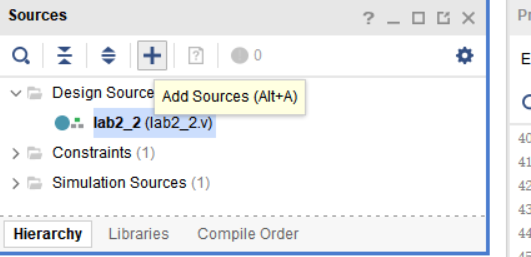 Sources
? _ × Pr
0
E
Design Source
Add Sources (Alt+A)
lab2_2 (lab2_2.v)
Constraints (1)
Simulation Sources (1)
Hierarchy Libraries Compile Order
40
41
42
43
44
45